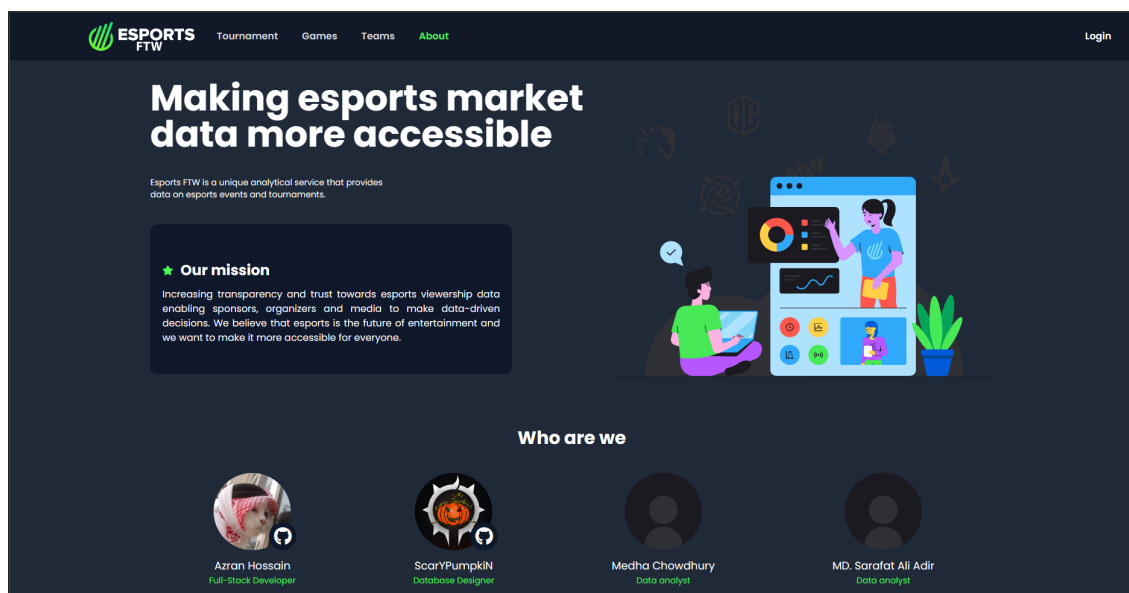 ESPORTS
FTW
Tournament
Games
Teams
About
Login
Making esports market
data more accessible
Esports FTW is a unique analytical service that provides
data on esports events and tournaments.
Our mission
Increasing transparency and trust towards esports viewership data
enabling sponsors, organizers and media to make data-driven
decisions. We believe that esports is the future of entertainment and
we want to make it more accessible for everyone.
Who are we
Azran Hossain
Full-Stack Developer
ScarYPumpkiN
Database Designer
Medha Chowdhury
Data analyst
MD. Sarafat Ali Adir
Data analyst